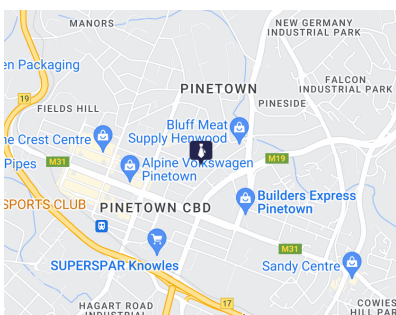 MANORS
NEW GERMANY
INDUSTRIAL PARK
en Packaging
PINETOWN
FALCON
INDUSTRIAL PARK
19
FIELDS HILL
PINESIDE
Bluff Meat
Supply Henwood
ne Crest Centre
Pipes
M31
Alpine Volkswagen
Pinetown
M19
SPORTS CLUB
PINETOWN CBD
Builders Express
Pinetown
SUPERSPAR Knowles
M31
Sandy Centre
HAGART ROAD
INDUSTRIAL
17
COWIES
HILL PAR